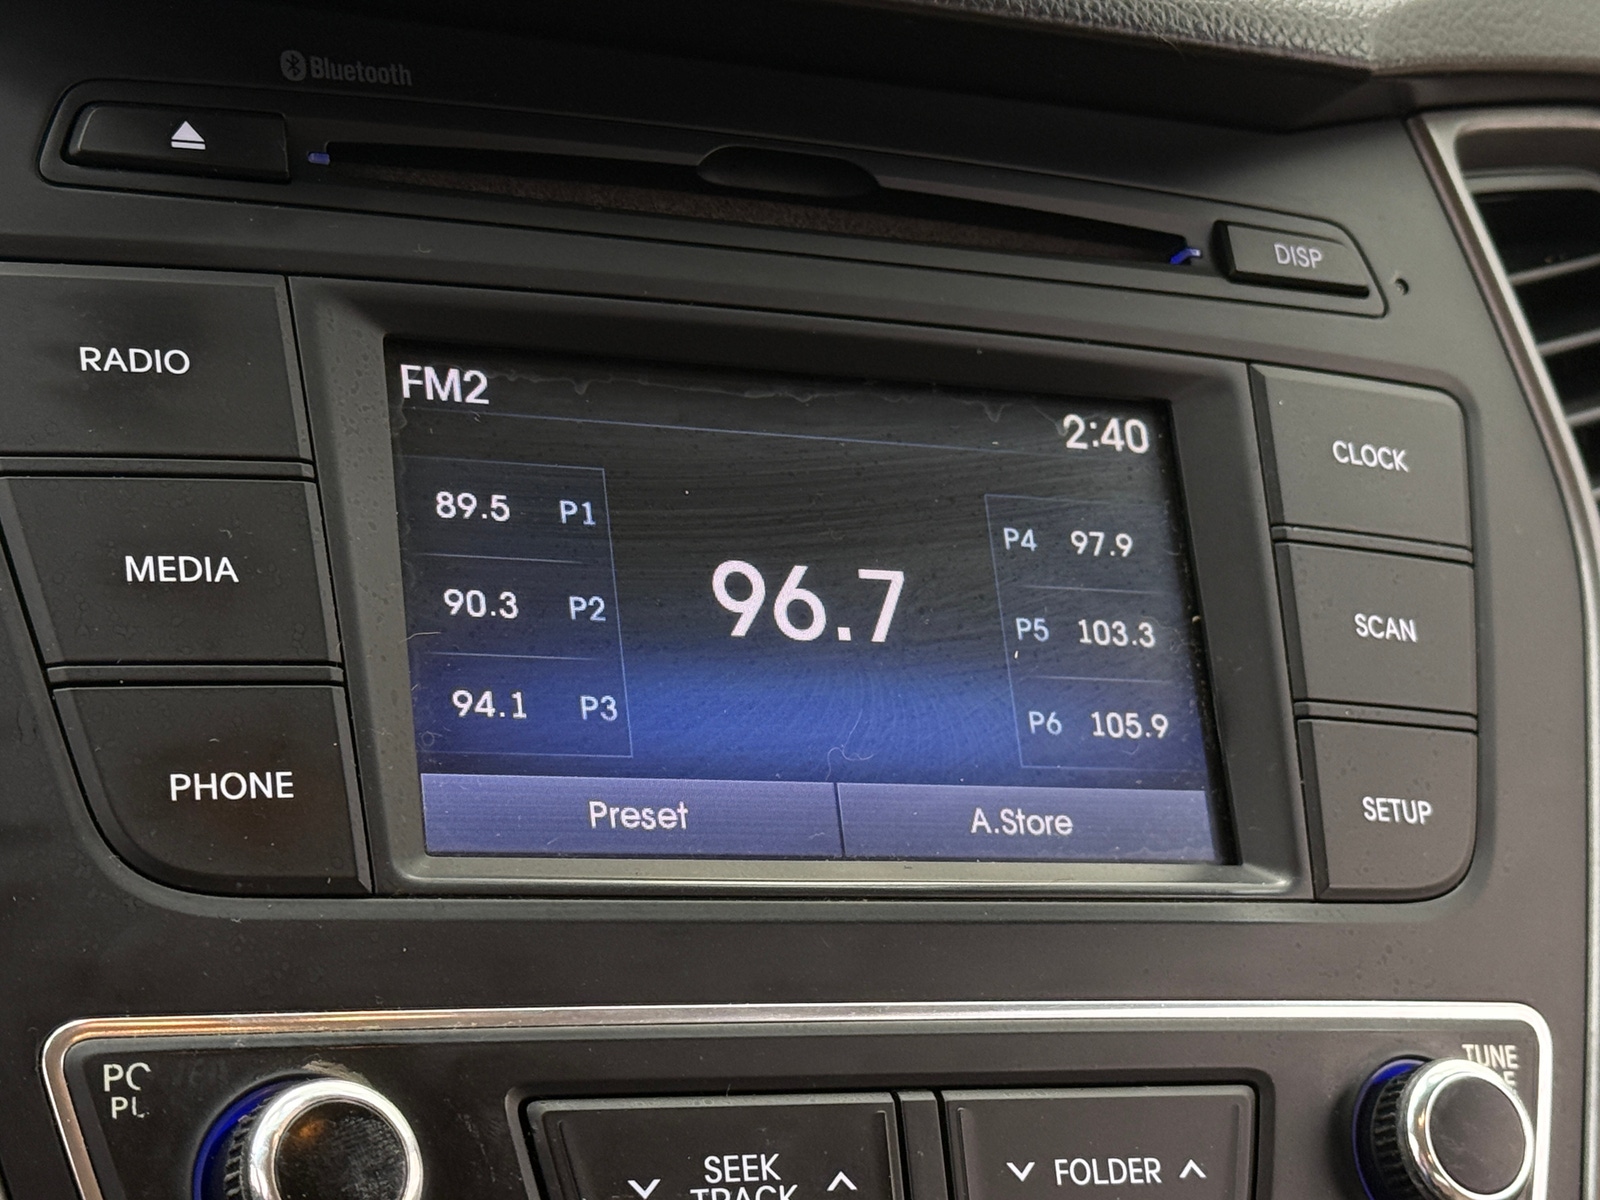 Bluetooth
DISP
RADIO
MEDIA
PHONE
FM2
2:40
89.5 P1
90.3 P2
94.1 P3
96.7
P4 97.9
P5 103.3
P6 105.9
Preset
A.Store
CLOCK
SCAN
SETUP
SEEK
TRACK
FOLDER
TUNE